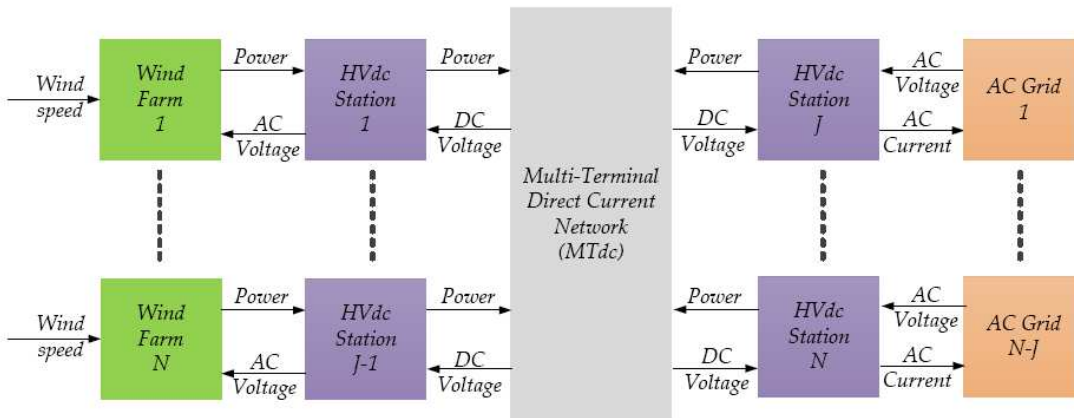 Wind
speed
Wind
Farm
1
Power
AC
Voltage
HVdc
Station
1
Power
DC
Voltage
Multi-Terminal
Direct Current
Network
(MTdc)
Power
DC
Voltage
HVdc
Station
J
AC
Voltage
AC
Current
AC Grid
1
Wind
speed
Wind
Farm
N
Power
AC
Voltage
HVdc
Station
J-1
Power
DC
Voltage
Power
DC
Voltage
HVdc
Station
N
AC
Voltage
AC
Current
AC Grid
N-J